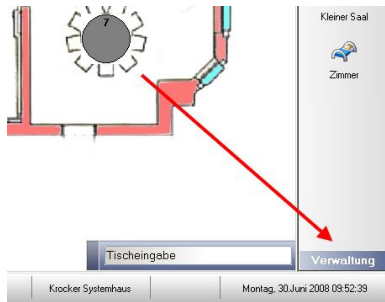 7
Kleiner Saal
Zimmer
Tischeingabe
Verwaltung
Krocker Systemhaus
Montag, 30.Juni 2008 09:52:39